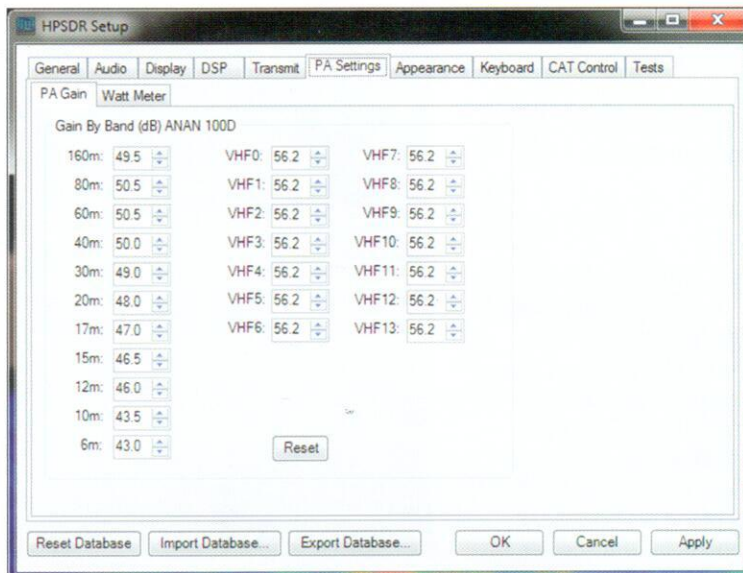 HPSDR Setup
General Audio Display DSP Transmit PA Settings Appearance Keyboard CAT Control Tests
PA Gain Watt Meter
Gain By Band (dB) ANAN 100D
160m: 49.5 VHF0: 56.2 VHF7: 56.2
80m: 50.5 VHF1: 56.2 VHF8: 56.2
60m: 50.5 VHF2: 56.2 VHF9: 56.2
40m: 50.0 VHF3: 56.2 VHF10: 56.2
30m: 49.0 VHF4: 56.2 VHF11: 56.2
20m: 48.0 VHF5: 56.2 VHF12: 56.2
17m: 47.0 VHF6: 56.2 VHF13: 56.2
15m: 46.5
12m: 46.0
10m: 43.5
6m: 43.0
Reset
Reset Database Import Database... Export Database... OK Cancel Apply